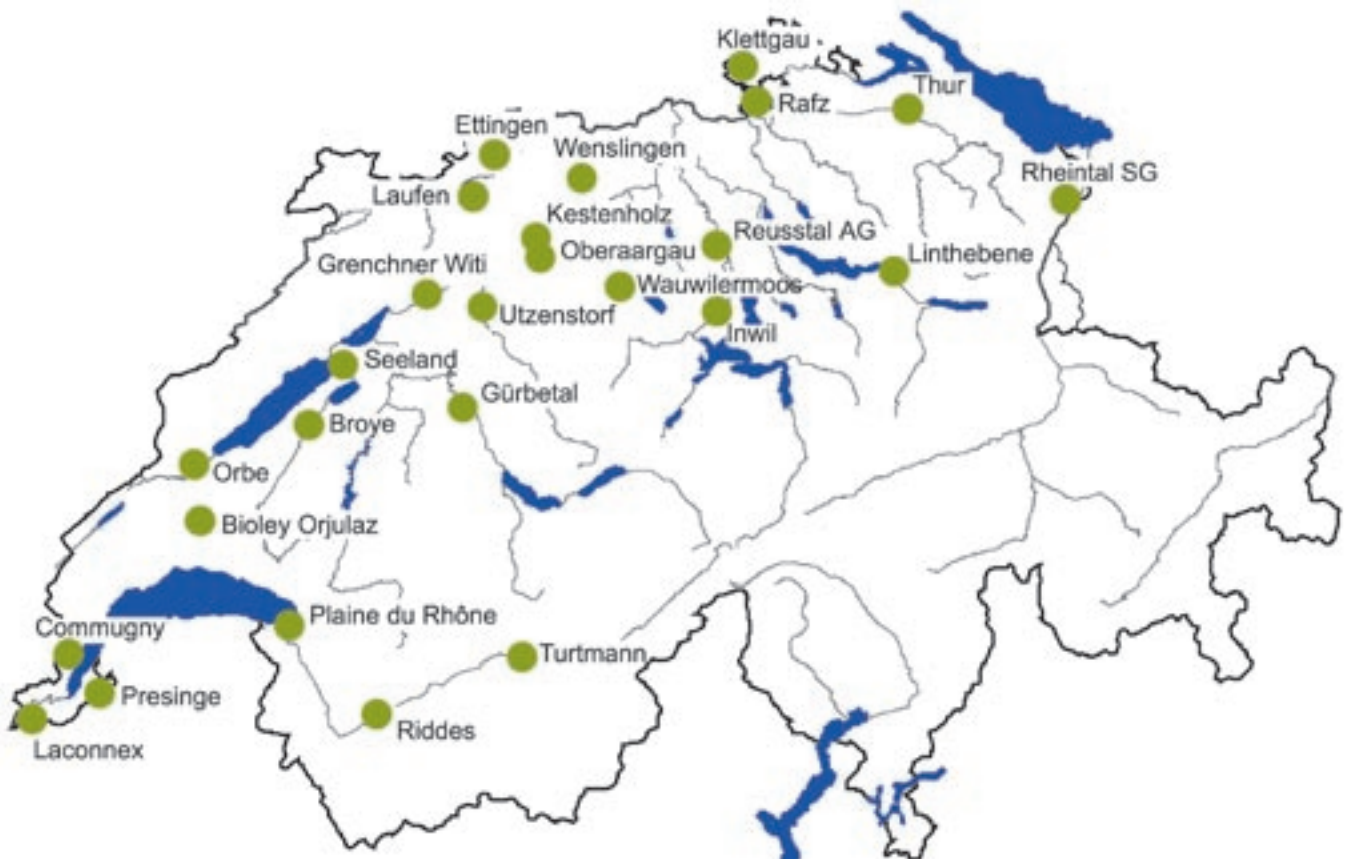 Klettgau
Thur
Rafz
Ettingen
Wenslingen
Rheintal SG
Laufen
Kestenholz
Reusstal AG
Oberaargau
Linthebene
Grenchner Witi
Wauwilermoos
Utzenstorf
Inwil
Seeland
Gürbetal
Broye
Orbe
Bioley Orjulaz
Plaine du Rhône
Commugny
Turtmann
Presinge
Riddes
Laconnex